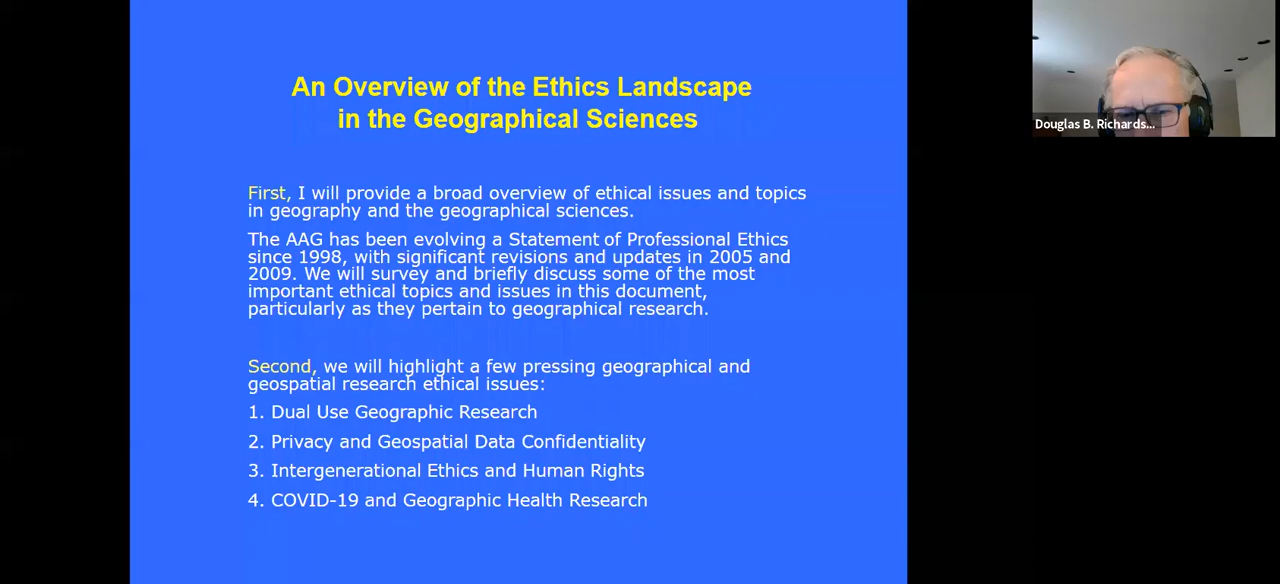 An Overview of the Ethics Landscape
in the Geographical Sciences
First, I will provide a broad overview of ethical issues and topics
in geography and the geographical sciences.
The AAG has been evolving a Statement of Professional Ethics
since 1998, with significant revisions and updates in 2005 and
2009. We will survey and briefly discuss some of the most
important ethical topics and issues in this document,
particularly as they pertain to geographical research.
Second, we will highlight a few pressing geographical and
geospatial research ethical issues:
1. Dual Use Geographic Research
2. Privacy and Geospatial Data Confidentiality
3. Intergenerational Ethics and Human Rights
4. COVID-19 and Geographic Health Research
Douglas B. Richards...